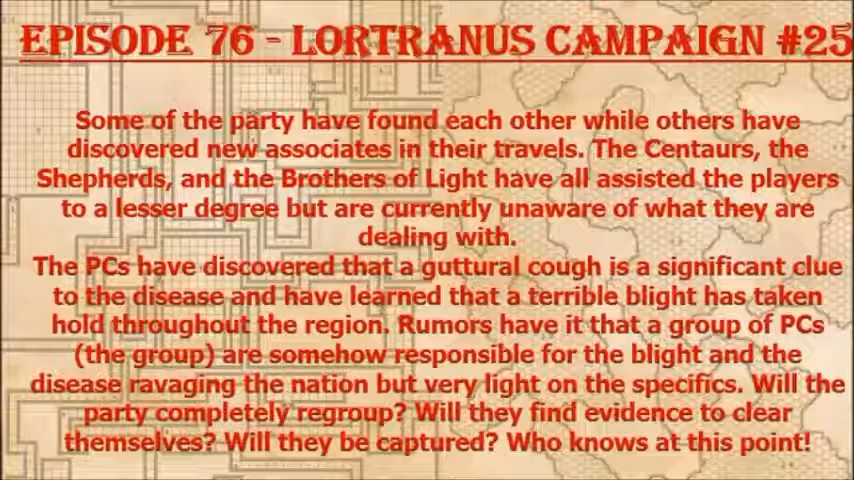 EPISODE 76 - LORTRANUS CAMPAIGN #25
Some of the party have found each other while others have
discovered new associates in their travels. The Centaurs, the
Shepherds, and the Brothers of Light have all assisted the players
to a lesser degree but are currently unaware of what they are
dealing with.
The PCs have discovered that a guttural cough is a significant clue
to the disease and have learned that a terrible blight has taken
hold throughout the region. Rumors have it that a group of PCs
(the group) are somehow responsible for the blight and the
disease ravaging the nation but very light on the specifics. Will the
party completely regroup? Will they find evidence to clear
themselves? Will they be captured? Who knows at this point!